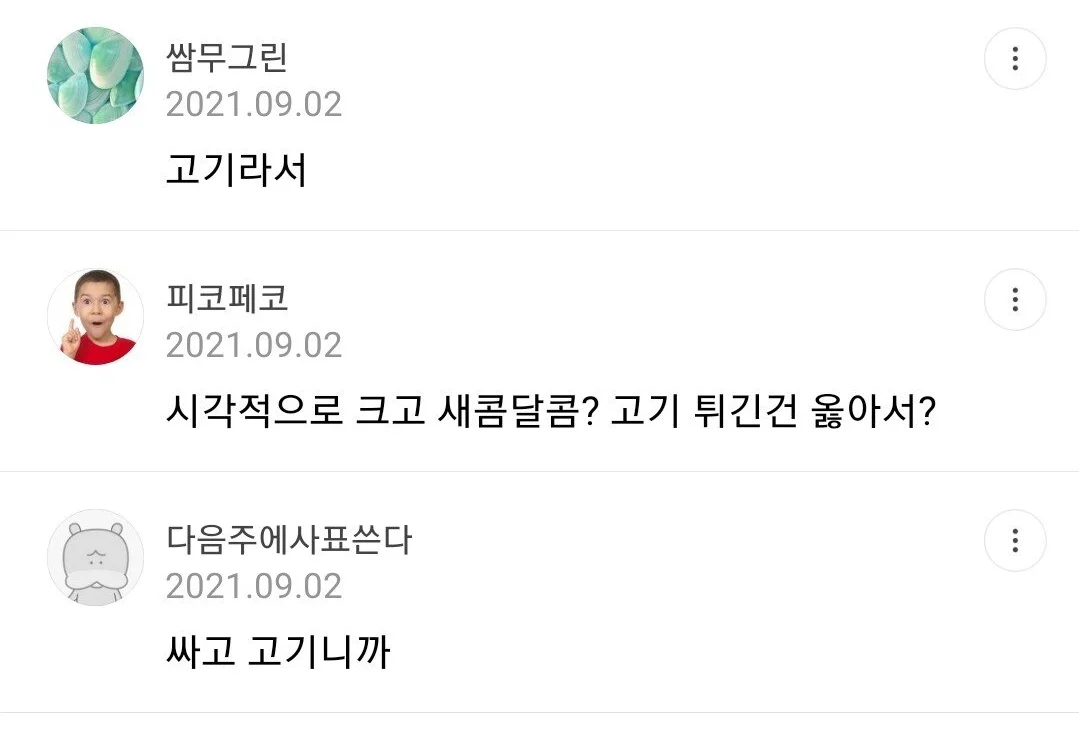 쌈무그린
2021.09.02
고기라서
피코페코
2021.09.02
시각적으로 크고 새콤달콤? 고기 튀긴건 옳아서?
다음주에사표쓴다
2021.09.02
싸고 고기니까